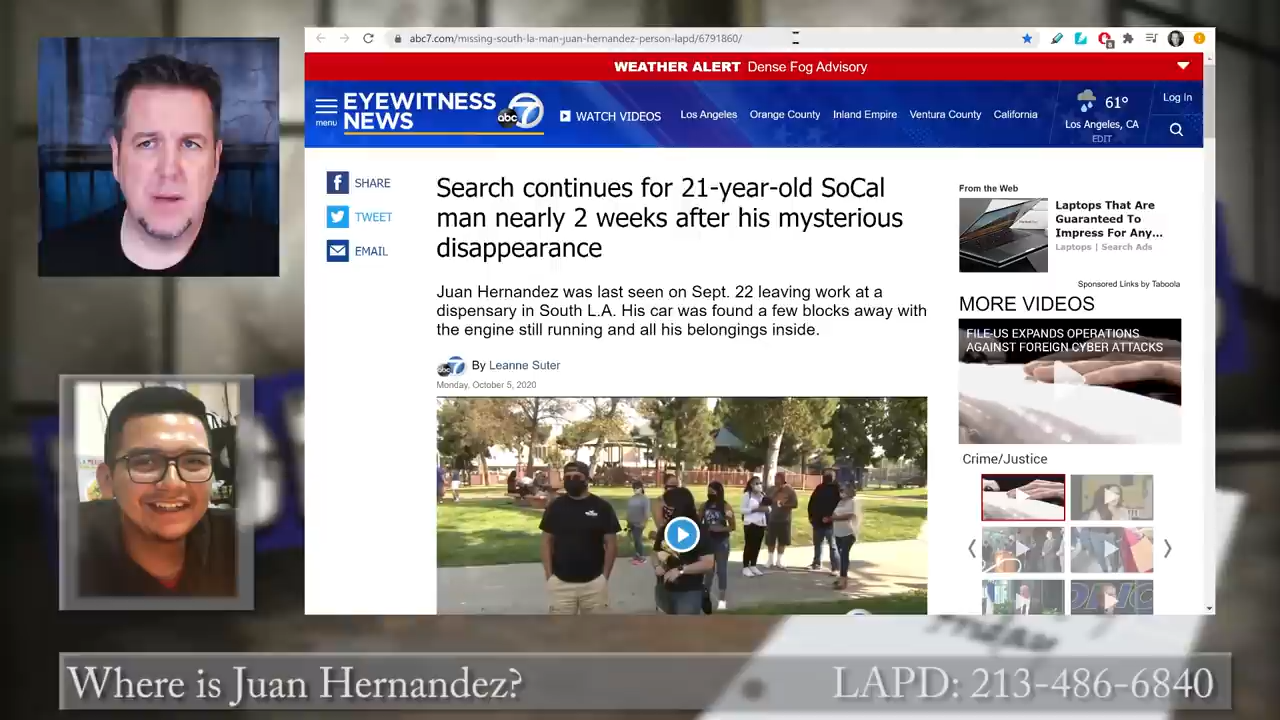 abc7.com/missing-south-la-man-juan-hernandez-person-lapd/6791860/
WEATHER ALERT Dense Fog Advisory
menu
EYEWITNESS
NEWS
abc 7
WATCH VIDEOS
Los Angeles
Orange County
Inland Empire
Ventura County
California
61°
Los Angeles, CA
EDIT
Log In
SHARE
TWEET
EMAIL
Search continues for 21-year-old SoCal
man nearly 2 weeks after his mysterious
disappearance
Juan Hernandez was last seen on Sept. 22 leaving work at a
dispensary in South L.A. His car was found a few blocks away with
the engine still running and all his belongings inside.
abc 7
By Leanne Suter
Monday, October 5, 2020
From the Web
Laptops That Are
Guaranteed To
Impress For Any...
Laptops | Search Ads
Sponsored Links by Taboola
MORE VIDEOS
FILE-US EXPANDS OPERATIONS
AGAINST FOREIGN CYBER ATTACKS
Crime/Justice
Where is Juan Hernandez?
LAPD: 213-486-6840